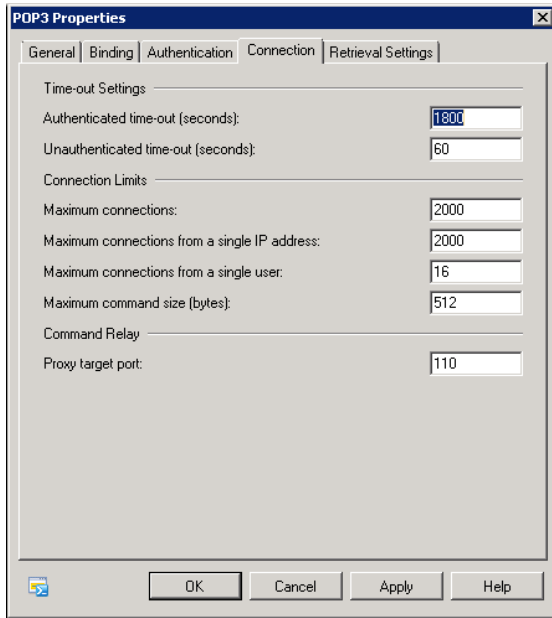 POP3 Properties
General Binding Authentication Connection Retrieval Settings
Time-out Settings
Authenticated time-out (seconds): 1800
Unauthenticated time-out (seconds): 60
Connection Limits
Maximum connections: 2000
Maximum connections from a single IP address: 2000
Maximum connections from a single user: 16
Maximum command size (bytes): 512
Command Relay
Proxy target port: 110
OK Cancel Apply Help